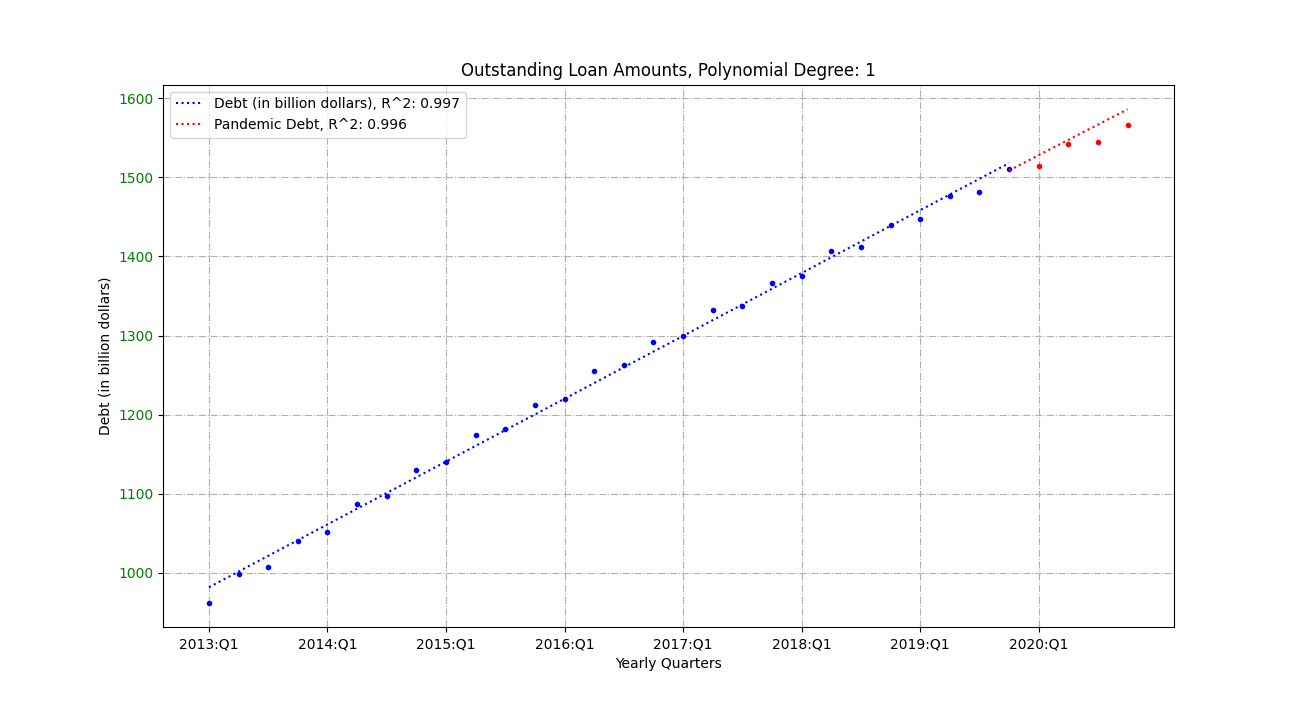 Outstanding Loan Amounts, Polynomial Degree: 1
Debt (in billion dollars), R^2: 0.997
Pandemic Debt, R^2: 0.996
1600
1500
1400
1300
1200
1100
1000
Debt (in billion dollars)
2013:Q1 2014:Q1 2015:Q1 2016:Q1 2017:Q1 2018:Q1 2019:Q1 2020:Q1
Yearly Quarters